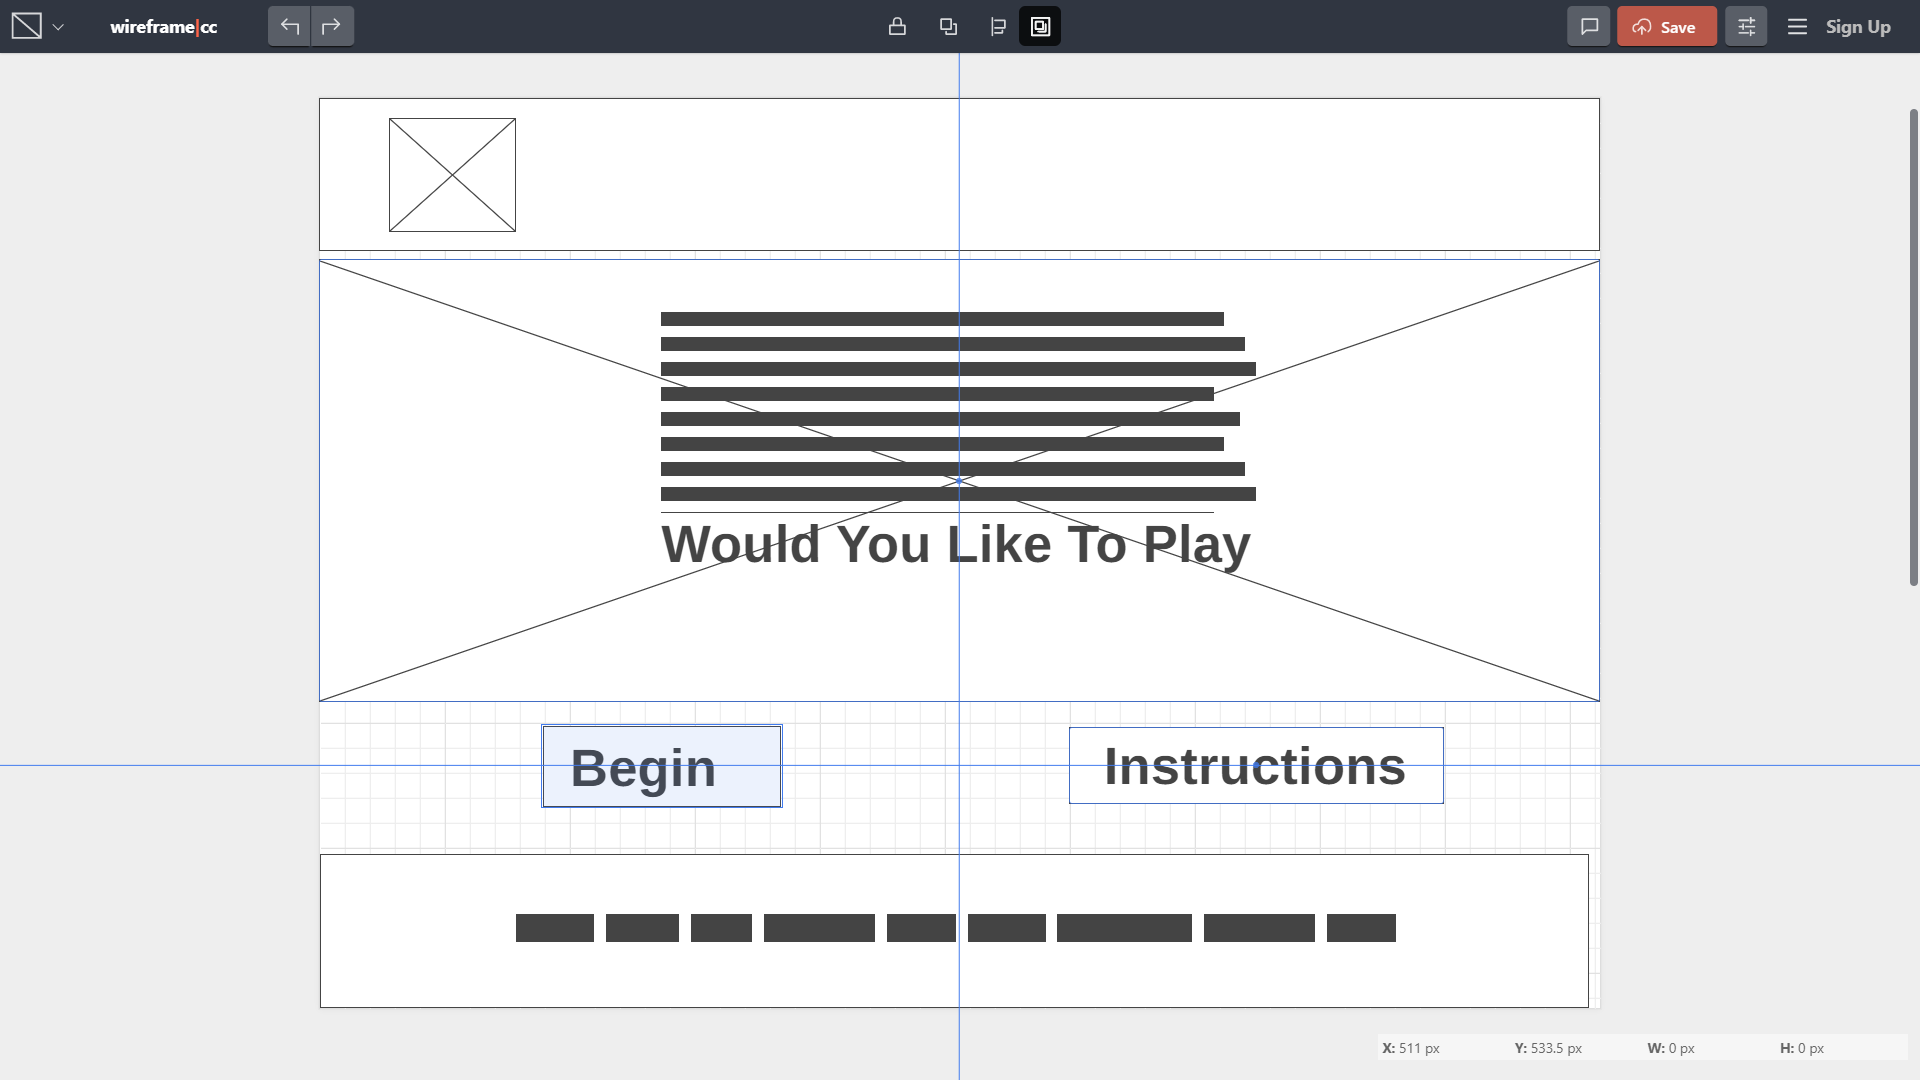 wireframe|cc
Save
Sign Up
Would You Like To Play
Begin
Instructions
X: 511 px Y: 533.5 px W: 0 px H: 0 px